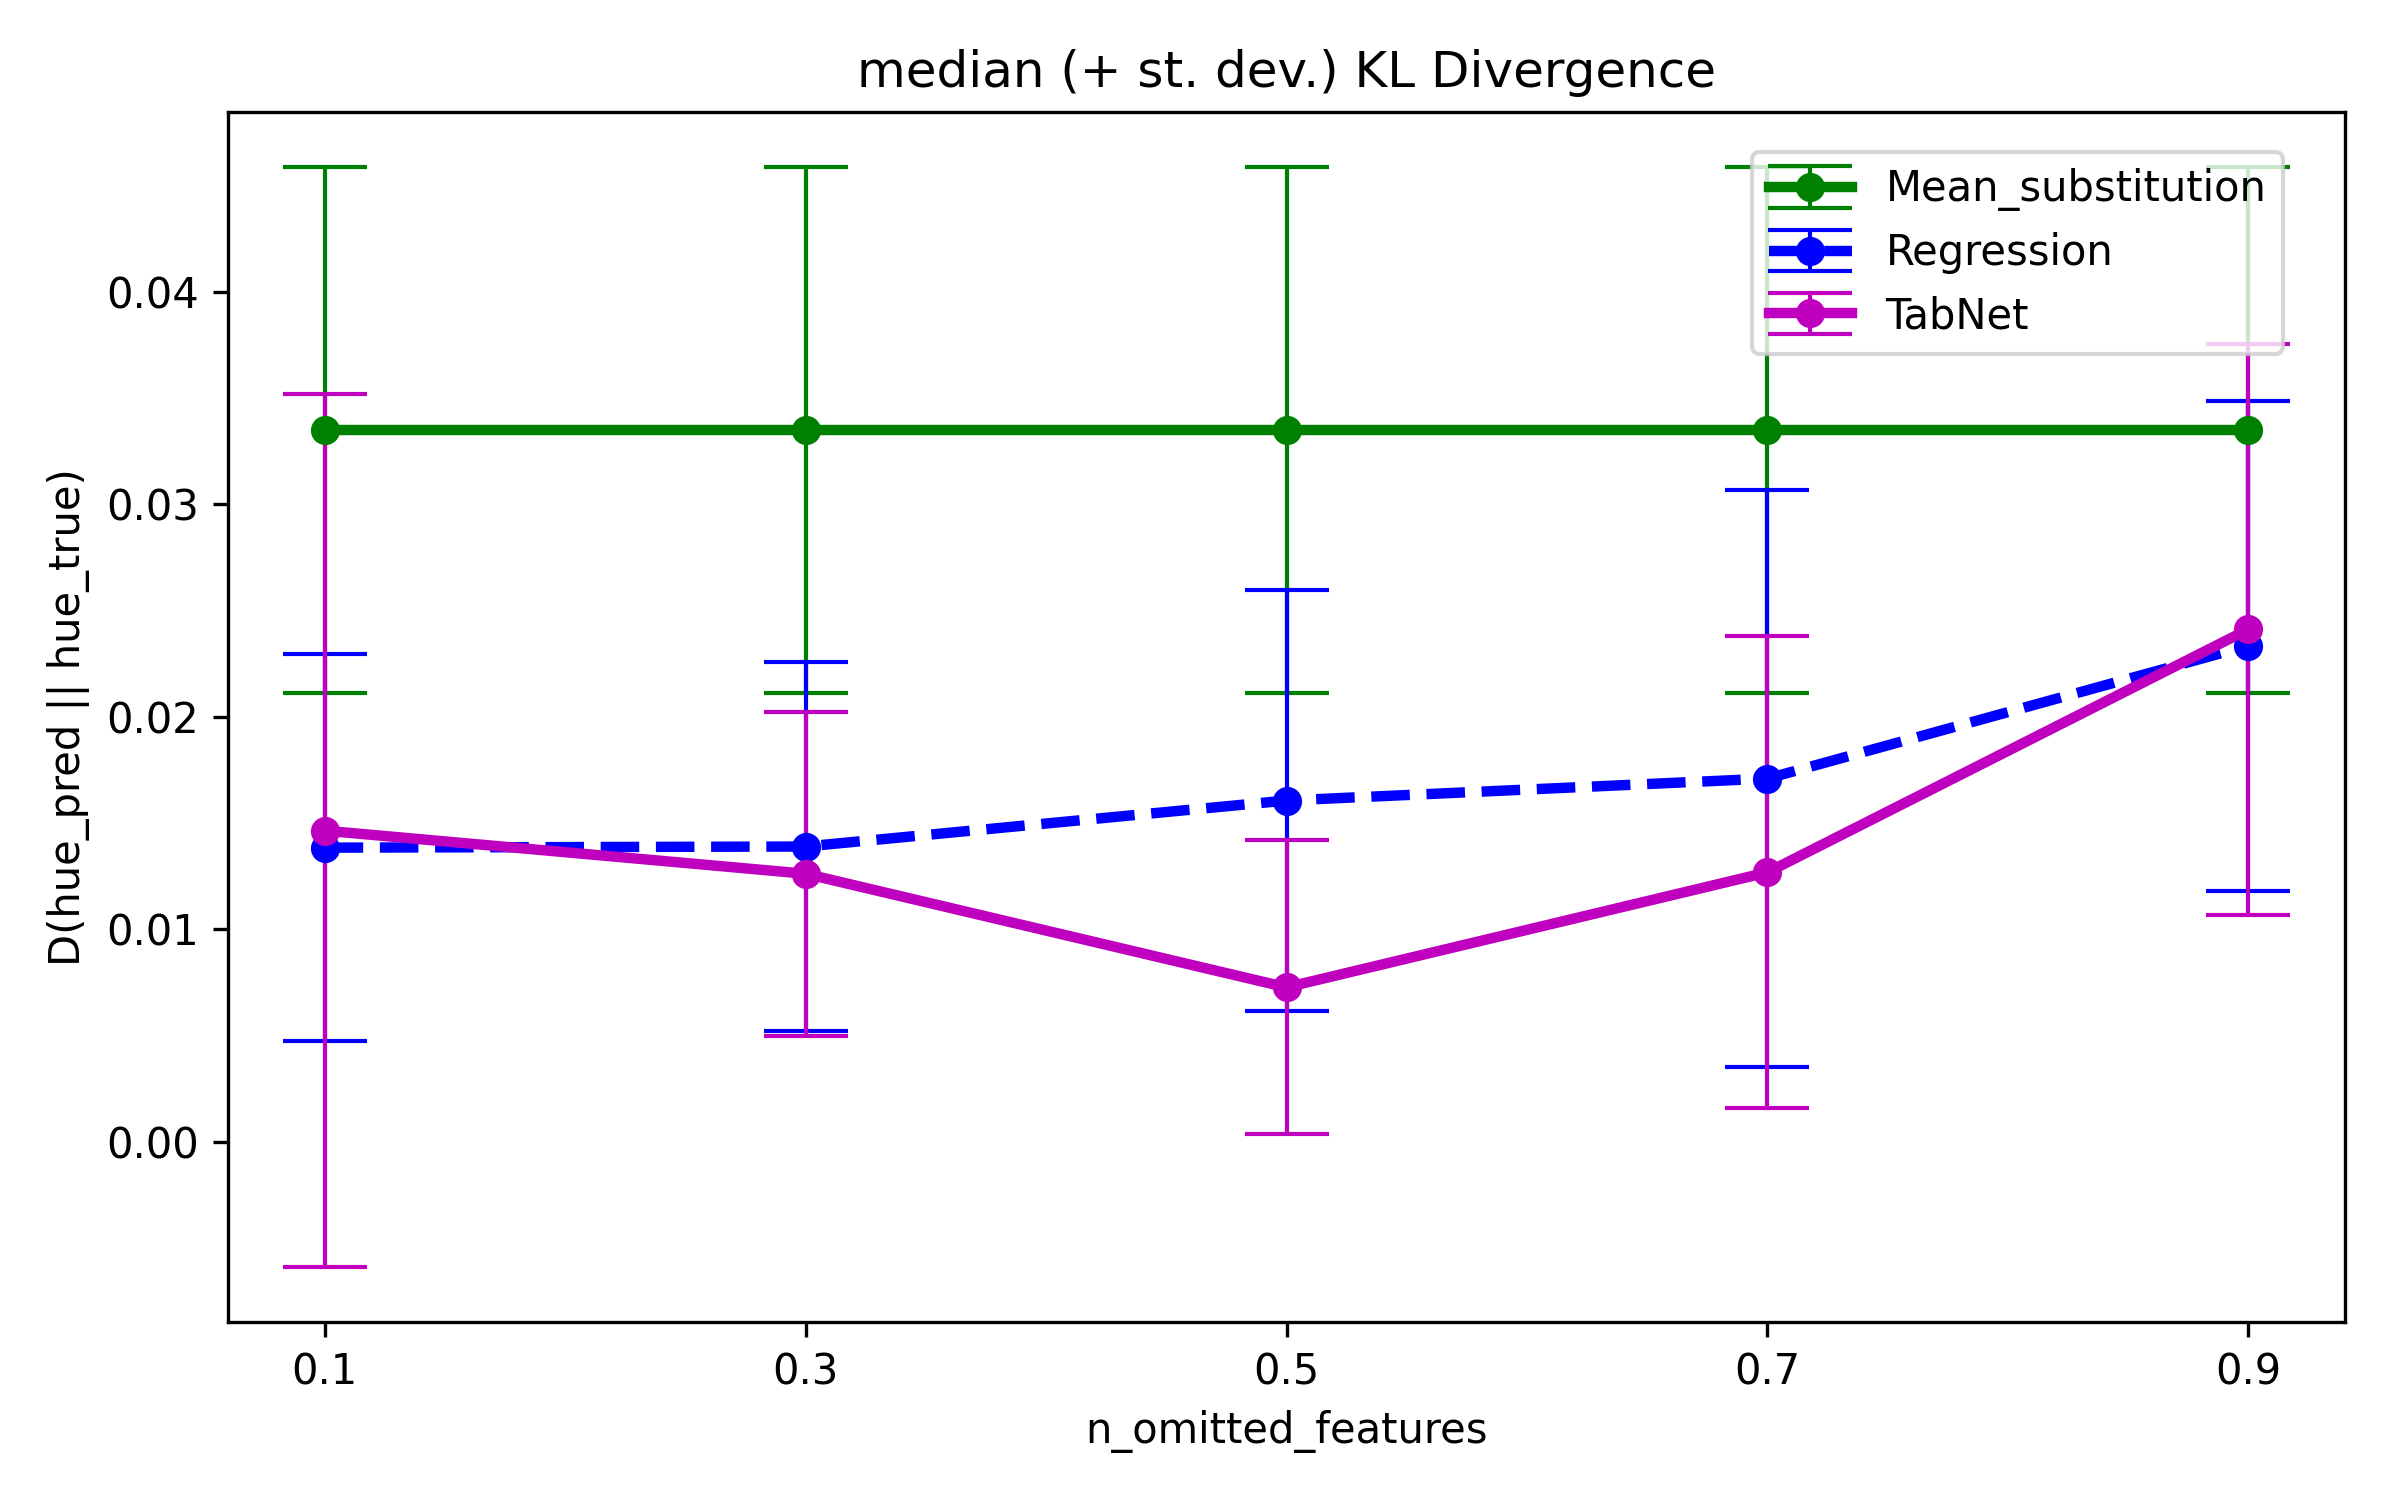 median (+ st. dev.) KL Divergence
Mean_substitution
Regression
TabNet
D(hue_pred || hue_true)
0.04
0.03
0.02
0.01
0.00
0.1 0.3 0.5 0.7 0.9
n_omitted_features